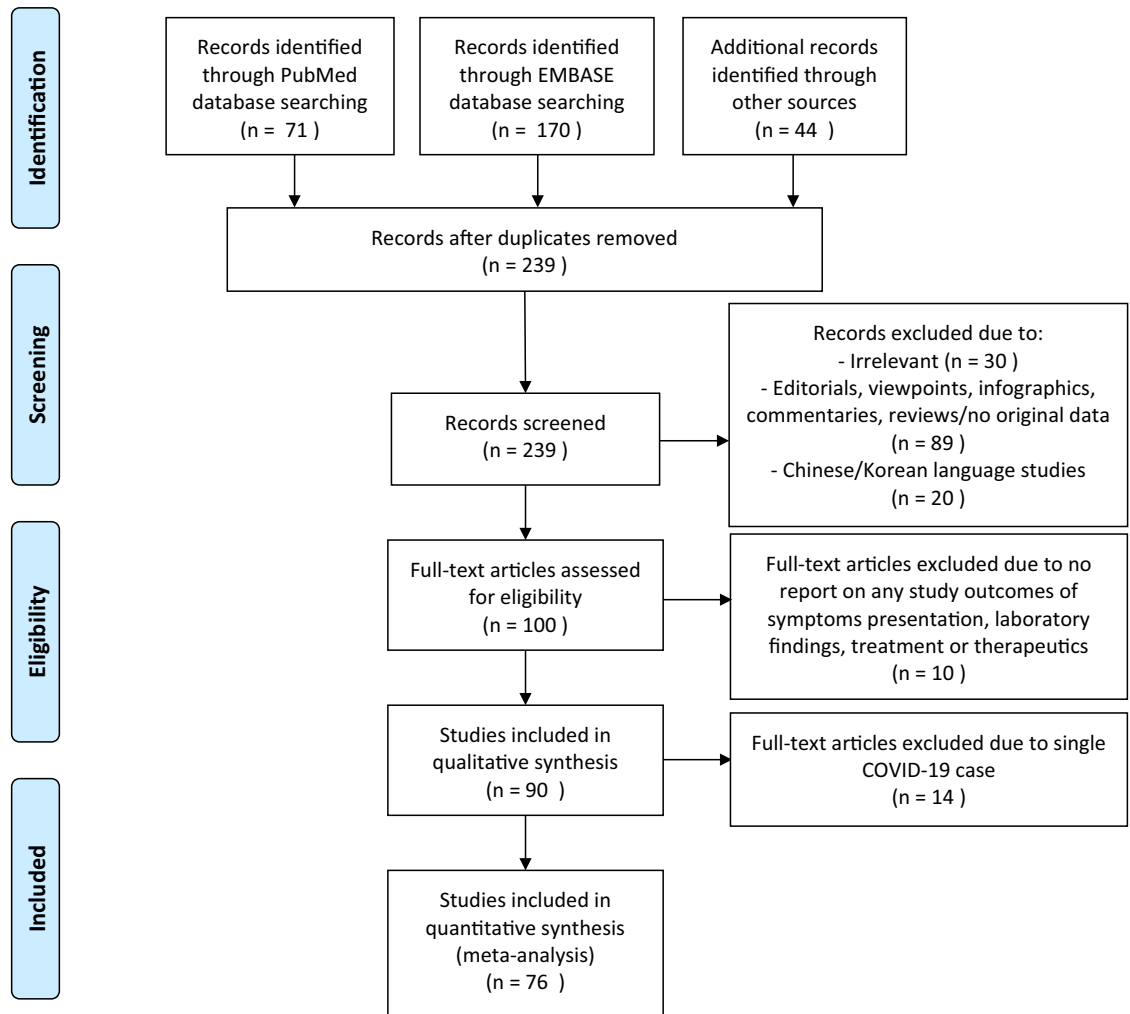 Identification
Records identified
through PubMed
database searching
(n = 71 )
Records identified
through EMBASE
database searching
(n = 170 )
Additional records
identified through
other sources
(n = 44 )
Records after duplicates removed
(n = 239 )
Screening
Records screened
(n = 239 )
Records excluded due to:
- Irrelevant (n = 30 )
- Editorials, viewpoints, infographics,
commentaries, reviews/no original data
(n = 89 )
- Chinese/Korean language studies
(n = 20 )
Eligibility
Full-text articles assessed
for eligibility
(n = 100 )
Full-text articles excluded due to no
report on any study outcomes of
symptoms presentation, laboratory
findings, treatment or therapeutics
(n = 10 )
Studies included in
qualitative synthesis
(n = 90 )
Full-text articles excluded due to single
COVID-19 case
(n = 14 )
Included
Studies included in
quantitative synthesis
(meta-analysis)
(n = 76 )